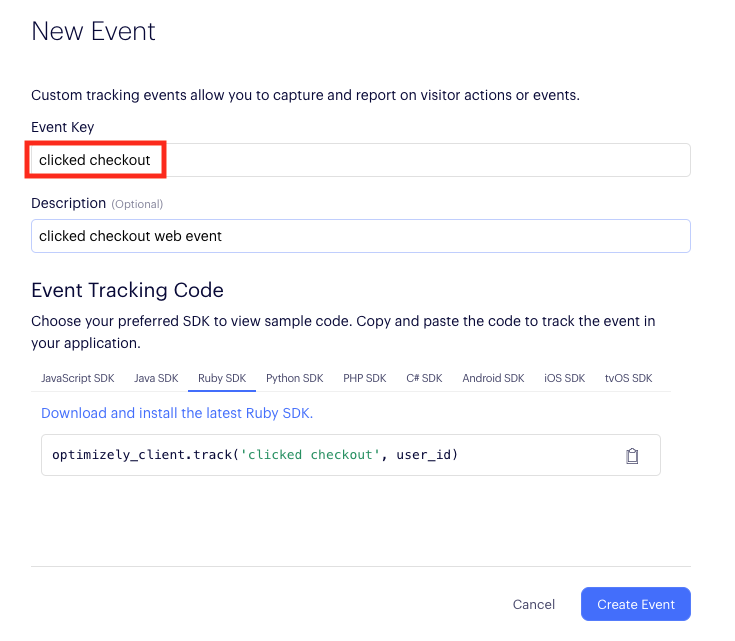 New Event
Custom tracking events allow you to capture and report on visitor actions or events.
Event Key
clicked checkout
Description (Optional)
clicked checkout web event
Event Tracking Code
Choose your preferred SDK to view sample code. Copy and paste the code to track the event in
your application.
JavaScript SDK Java SDK Ruby SDK Python SDK PHP SDK C# SDK Android SDK iOS SDK tvOS SDK
Download and install the latest Ruby SDK.
optimizely_client.track('clicked checkout', user_id)
Cancel Create Event